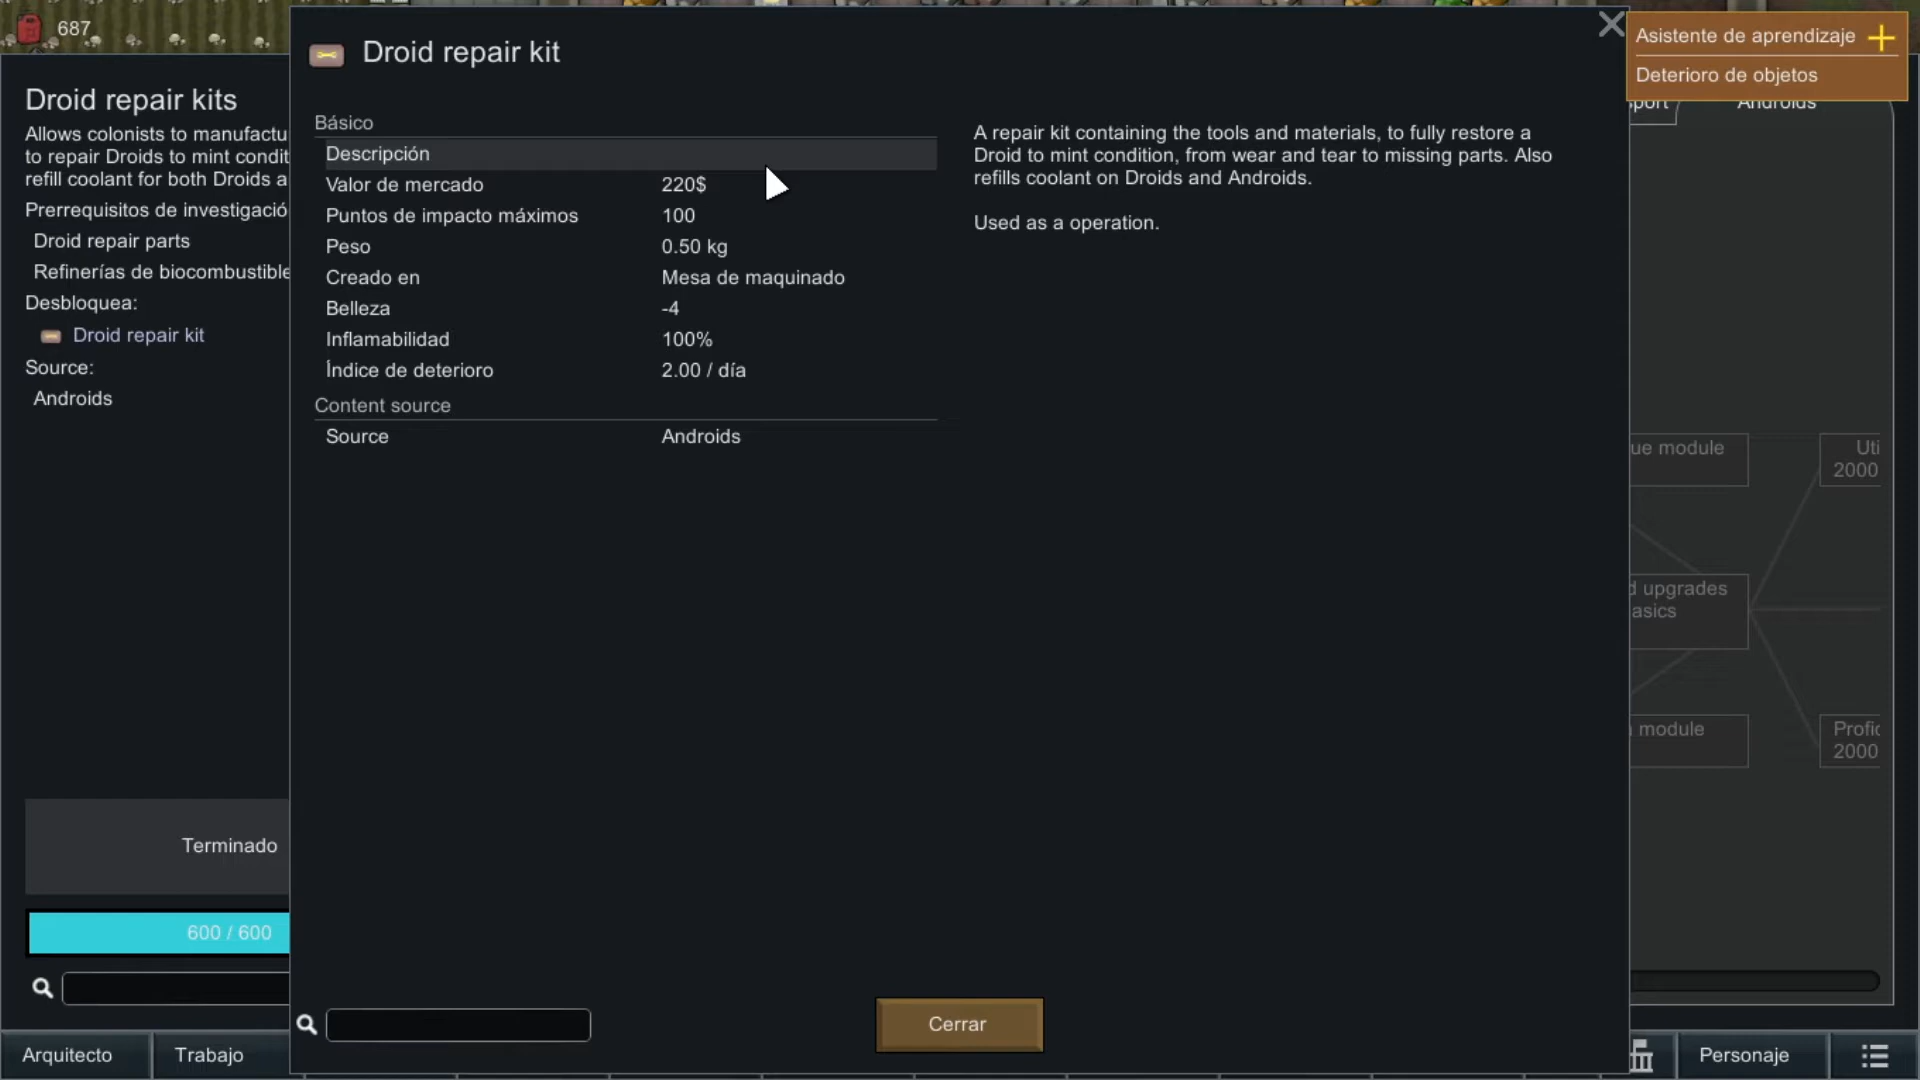 687
Droid repair kit
Asistente de aprendizaje
Deterioro de objetos
Droid repair kits
Allows colonists to manufactu
to repair Droids to mint condit
refill coolant for both Droids a
Prerrequisitos de investigació
Droid repair parts
Refinerías de biocombustible
Desbloquea:
Droid repair kit
Source:
Androids
Básico
Descripción
Valor de mercado 220$
Puntos de impacto máximos 100
Peso 0.50 kg
Creado en Mesa de maquinado
Belleza -4
Inflamabilidad 100%
Índice de deterioro 2.00 / día
Content source
Source Androids
A repair kit containing the tools and materials, to fully restore a
Droid to mint condition, from wear and tear to missing parts. Also
refills coolant on Droids and Androids.
Used as a operation.
port
Androids
ue module
Uti
2000
d upgrades
asics
module
Profic
2000
Terminado
600 / 600
Cerrar
Arquitecto
Trabajo
Personaje